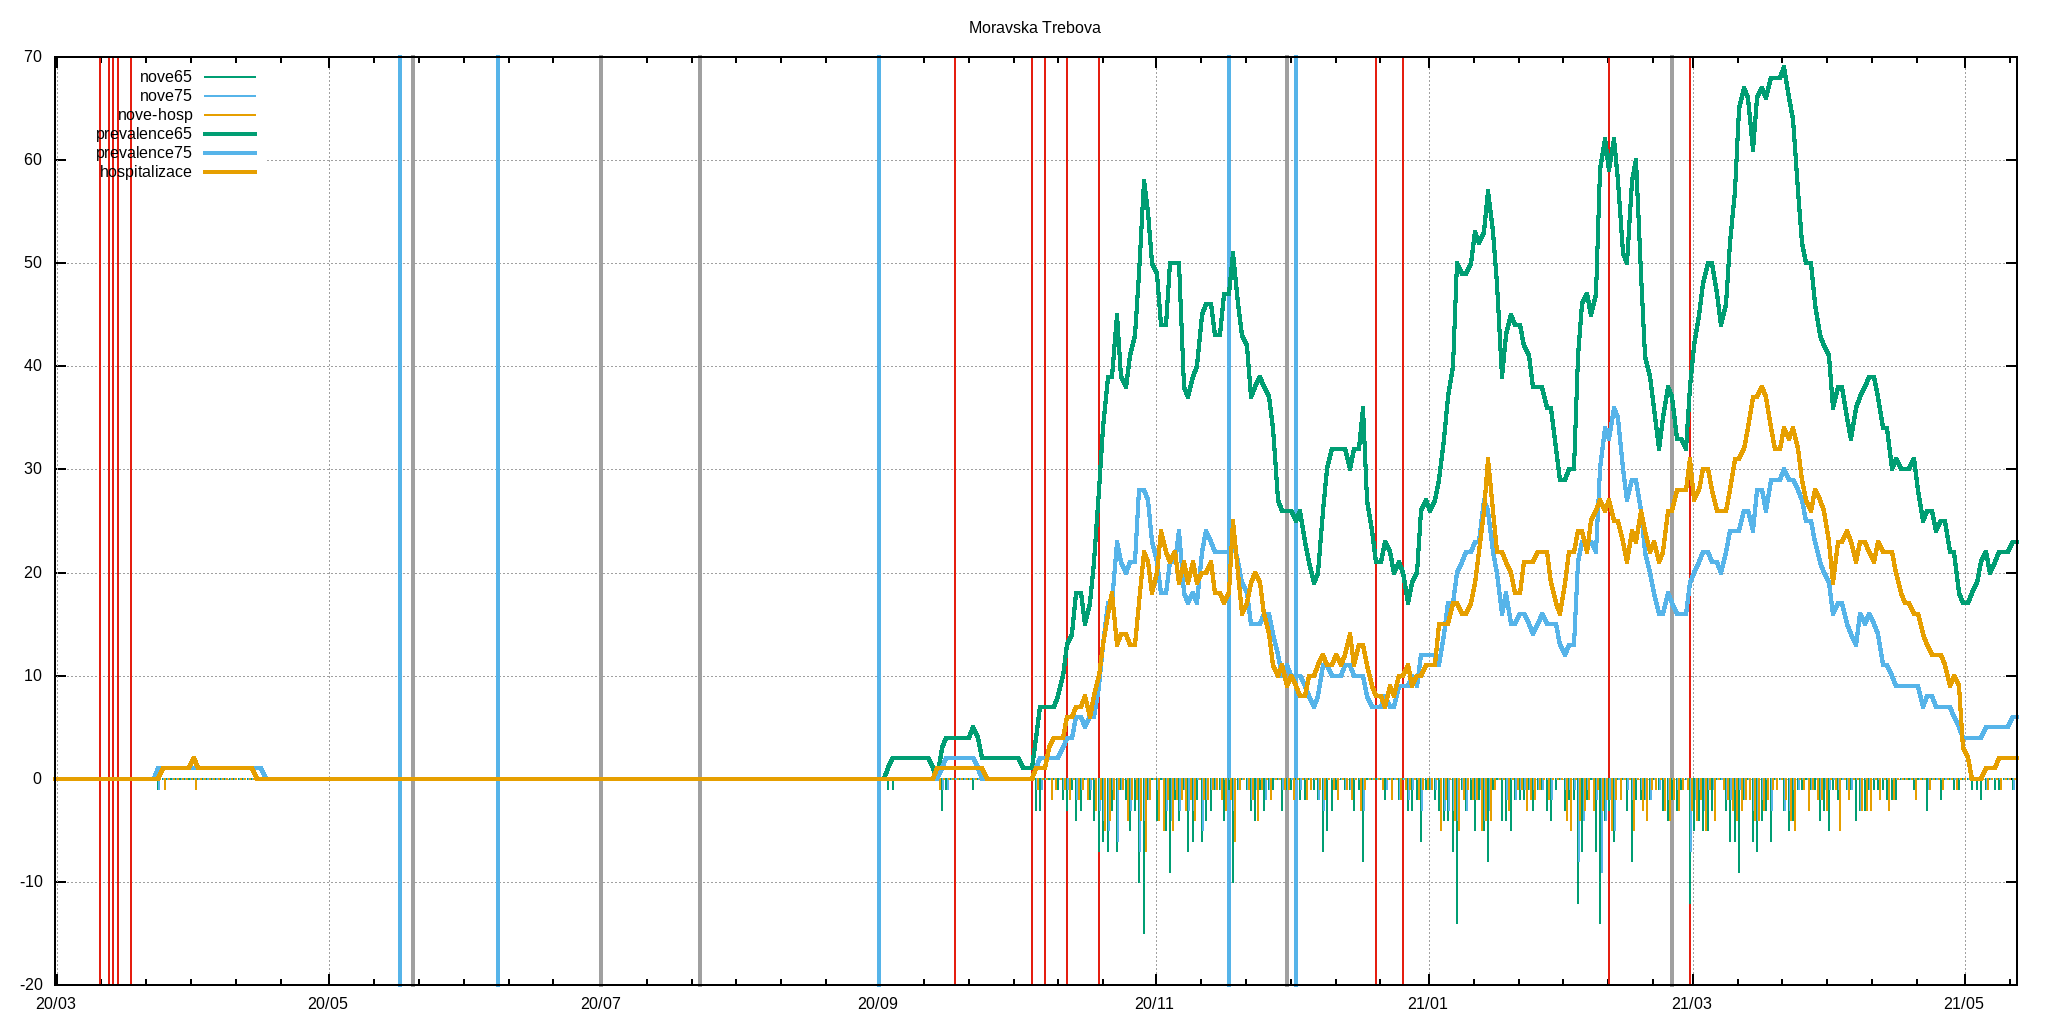 Moravska Trebova
70
60
50
40
30
20
10
0
-10
-20
nove65
nove75
nove-hosp
prevalence65
prevalence75
hospitalizace
20/03 20/05 20/07 20/09 20/11 21/01 21/03 21/05